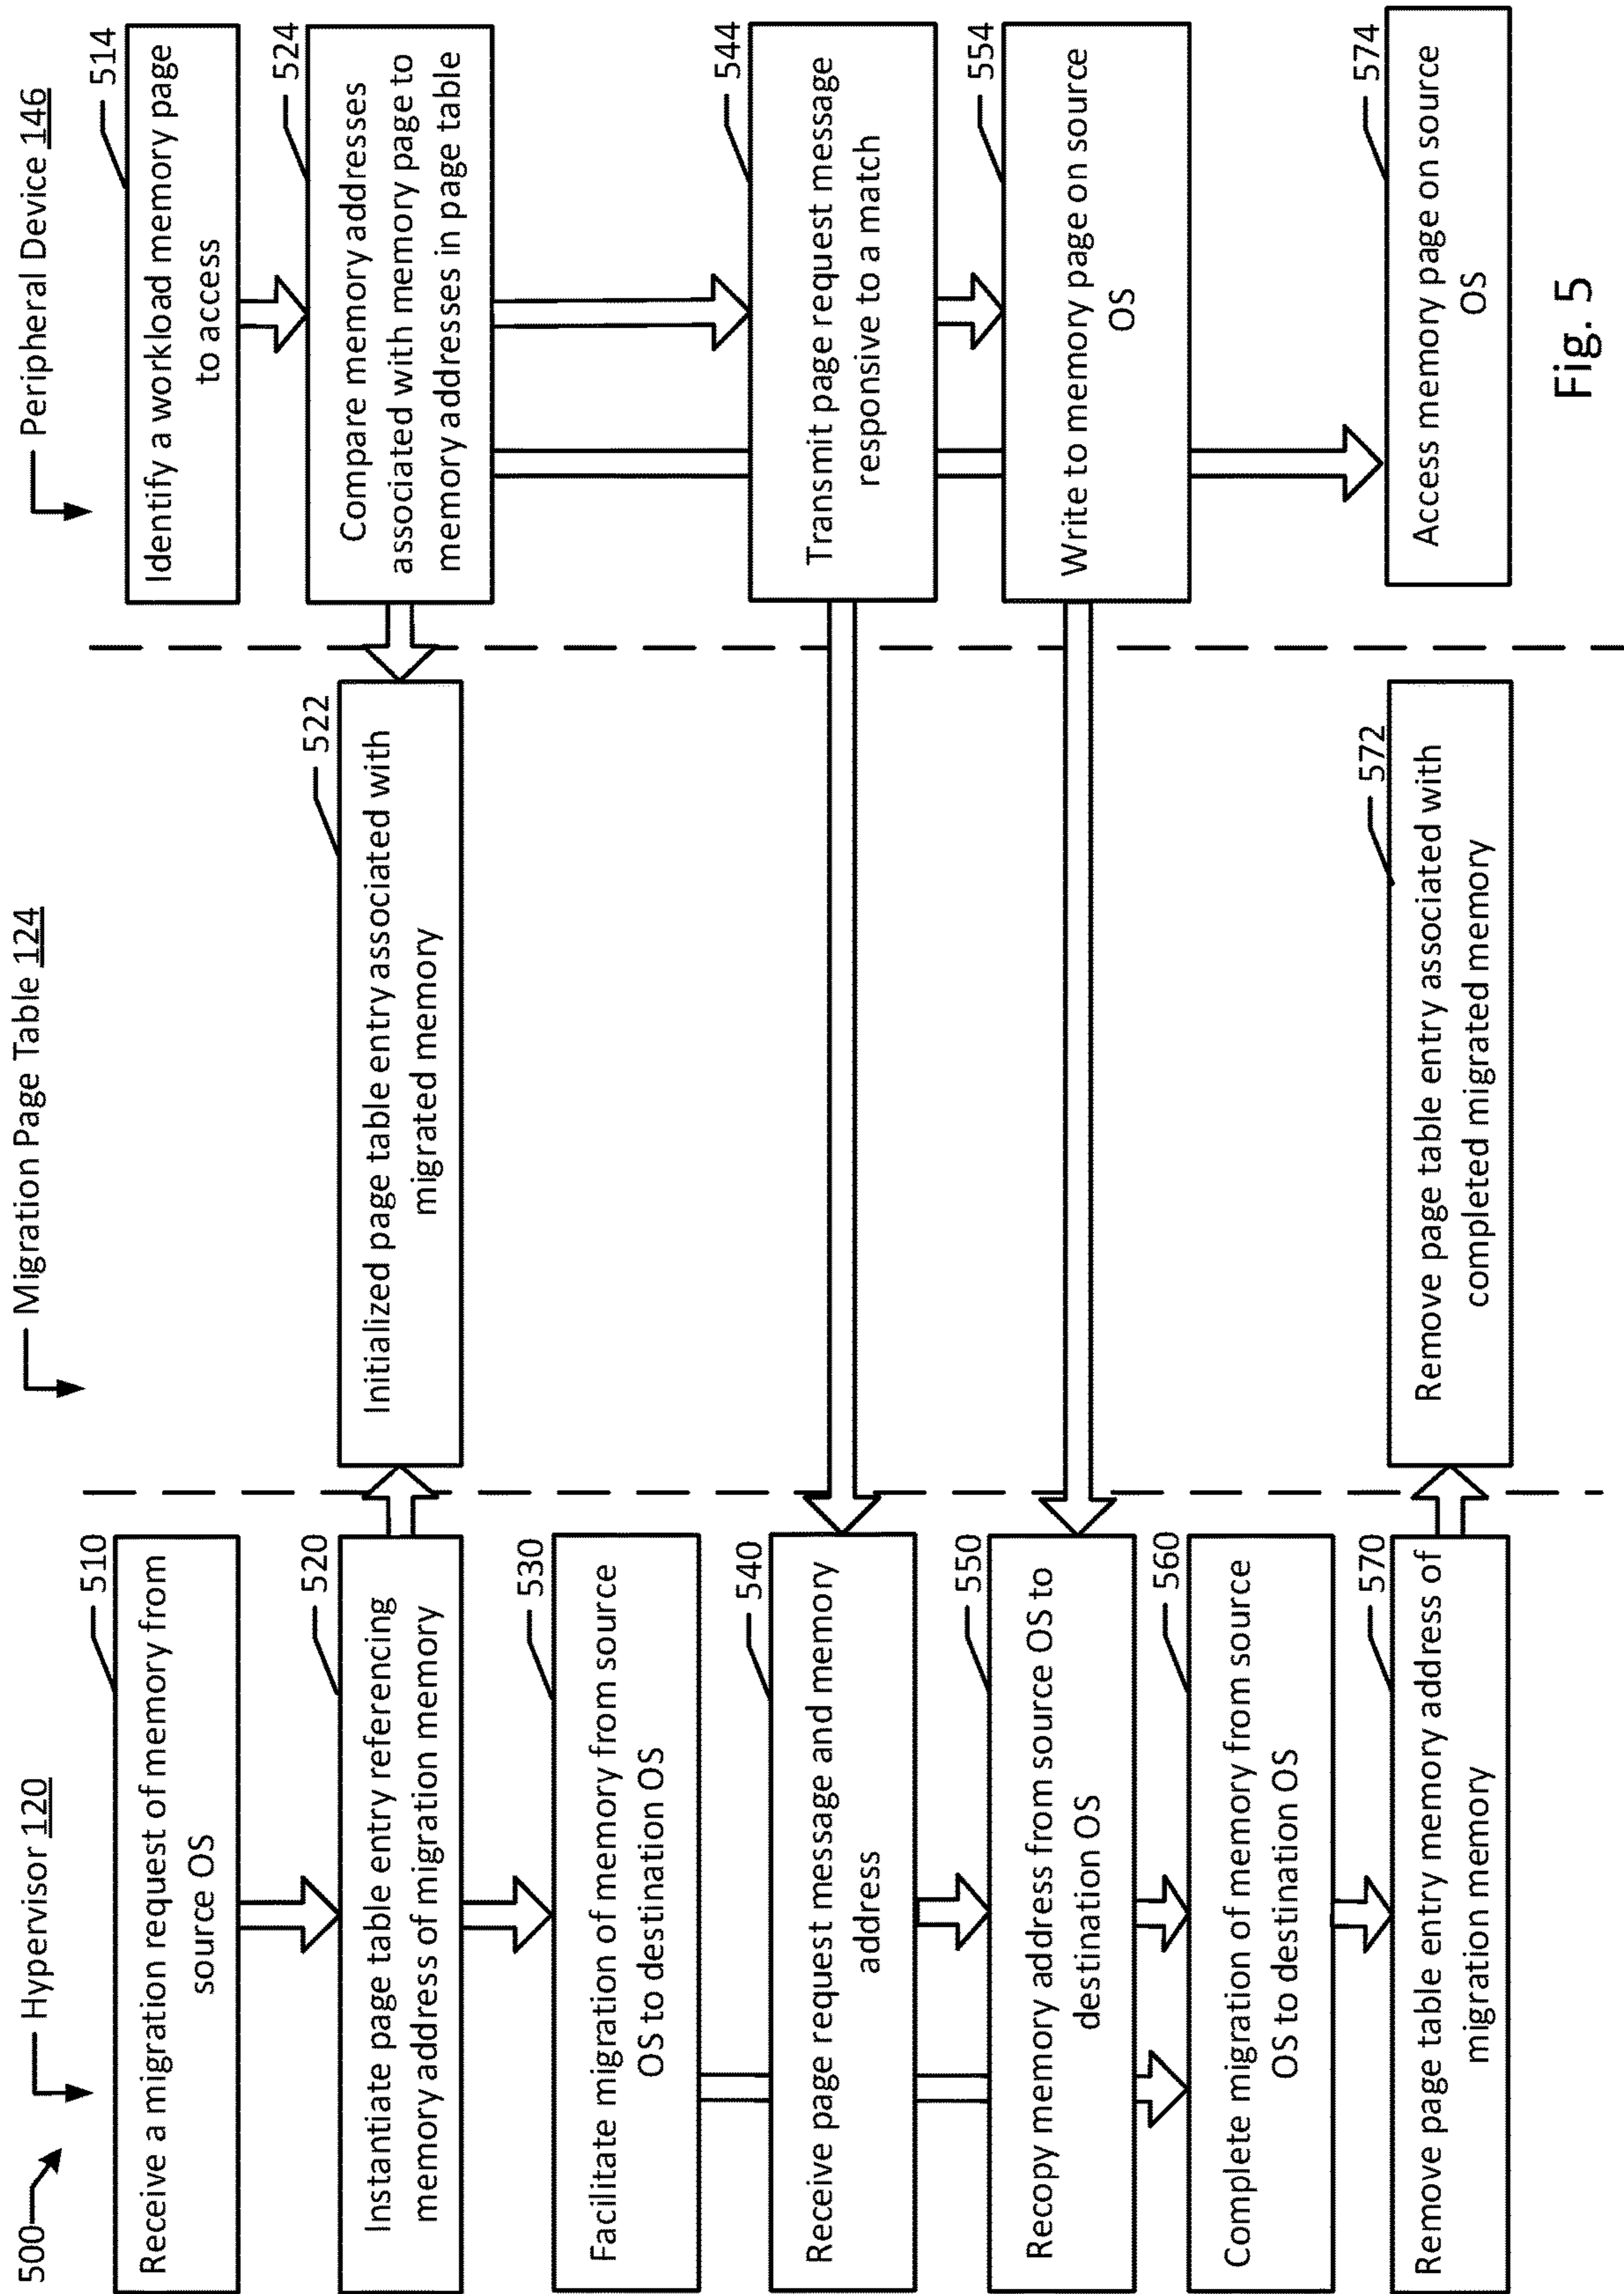 500
Hypervisor 120
Migration Page Table 124
Peripheral Device 146
510
Receive a migration request of memory from
source OS
514
Identify a workload memory page
to access
520
Instantiate page table entry referencing
memory address of migration memory
522
Initialized page table entry associated with
migrated memory
524
Compare memory addresses
associated with memory page to
memory addresses in page table
530
Facilitate migration of memory from source
OS to destination OS
540
Receive page request message and memory
address
544
Transmit page request message
responsive to a match
550
Recopy memory address from source OS to
destination OS
554
Write to memory page on source
OS
560
Complete migration of memory from source
OS to destination OS
570
Remove page table entry memory address of
migration memory
572
Remove page table entry associated with
completed migrated memory
574
Access memory page on source
OS
Fig. 5